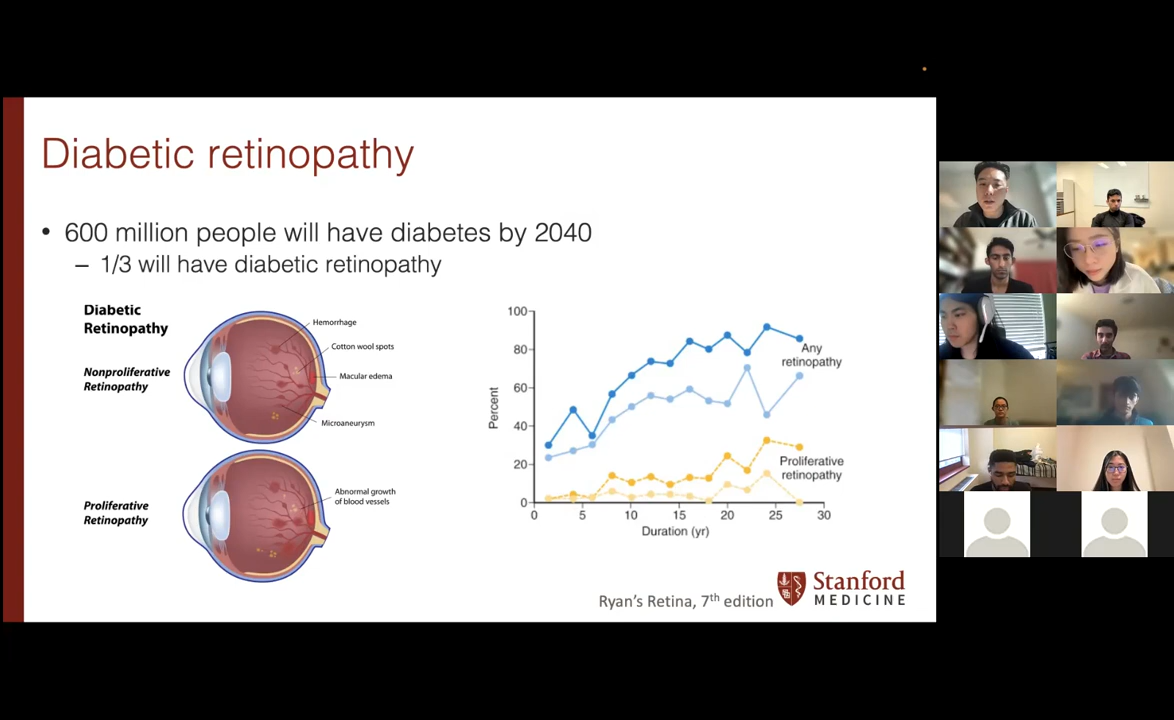 Diabetic retinopathy
• 600 million people will have diabetes by 2040
– 1/3 will have diabetic retinopathy
Diabetic
Retinopathy
Nonproliferative
Retinopathy
Hemorrhage
Cotton wool spots
Macular edema
Microaneurysm
Proliferative
Retinopathy
Abnormal growth
of blood vessels
Percent
100
80
60
40
20
0
0 5 10 15 20 25 30
Duration (yr)
Any
retinopathy
Proliferative
retinopathy
Ryan's Retina, 7th edition
Stanford
MEDICINE